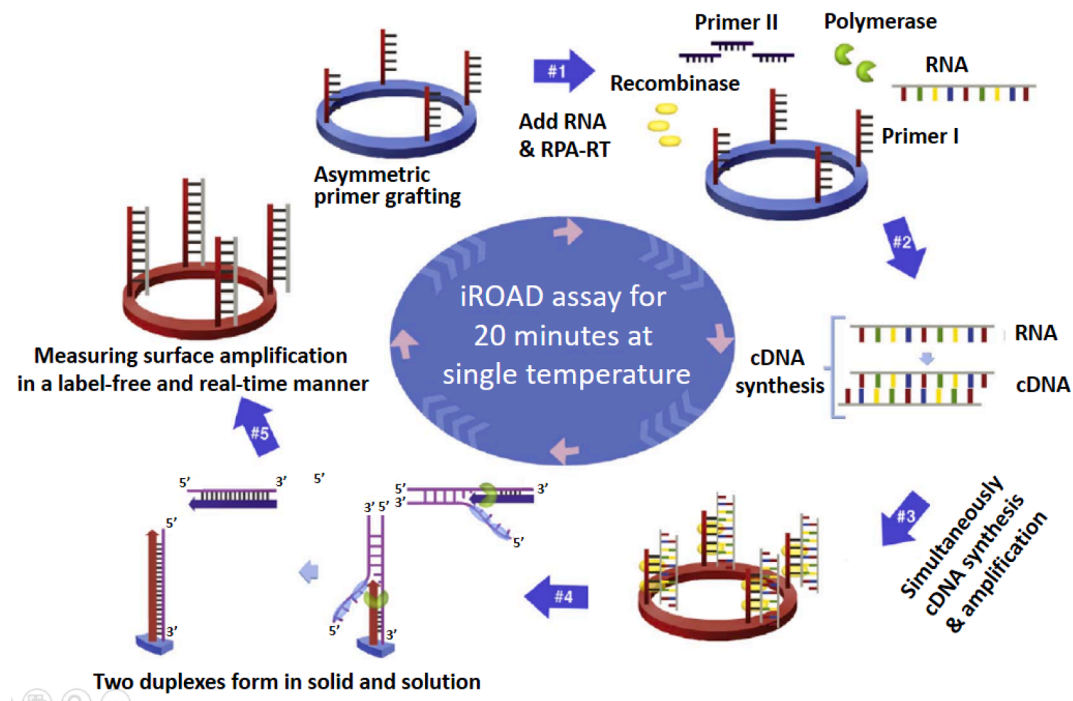 Asymmetric
primer grafting
#1
Add RNA
& RPA-RT
Primer II
Polymerase
Recombinase
RNA
Primer I
#2
iROAD assay for
20 minutes at
single temperature
cDNA
synthesis
RNA
cDNA
#3
Simultaneously
cDNA synthesis
& amplification
#4
5’
3’
5’
3’ 5’
5’
3’
3’
5’
5’
3’
5’
3’
Two duplexes form in solid and solution
#5
Measuring surface amplification
in a label-free and real-time manner